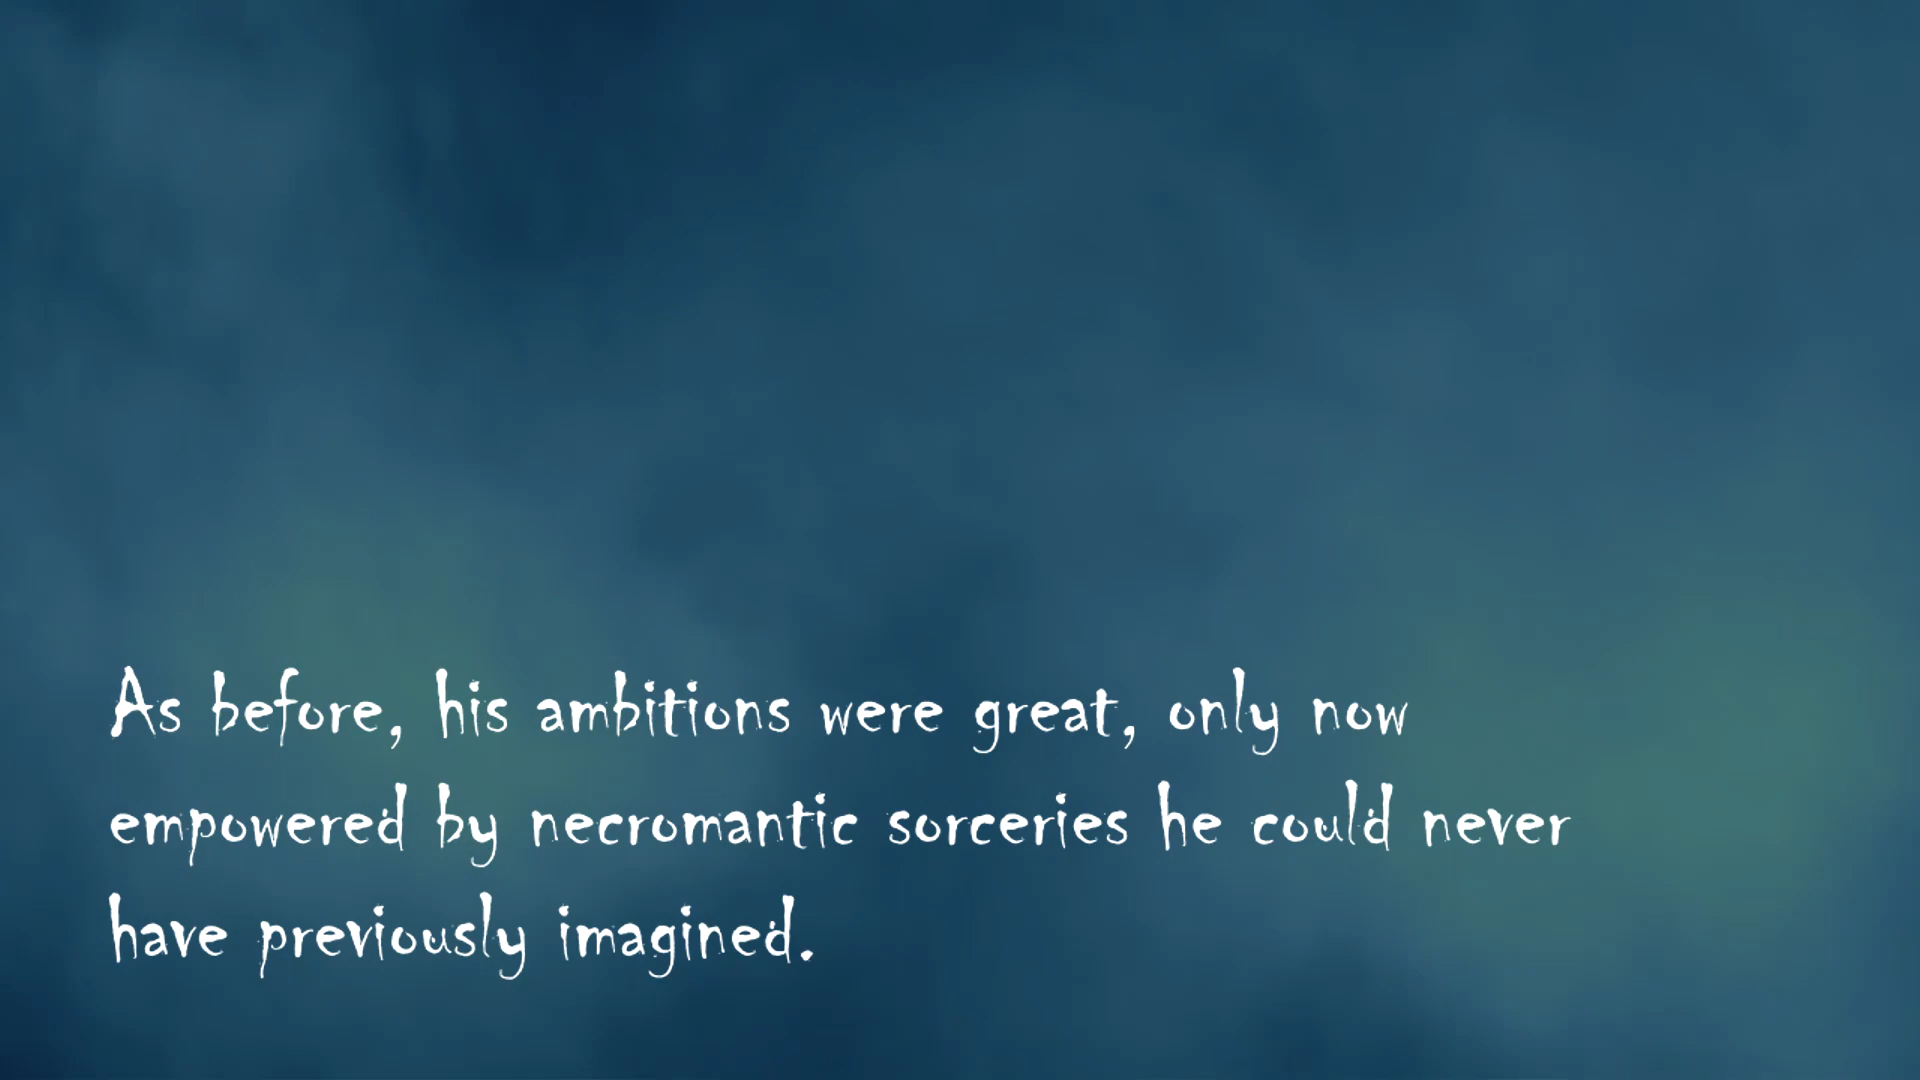 As before, his ambitions were great, only now
empowered by necromantic sorceries he could never
have previously imagined.